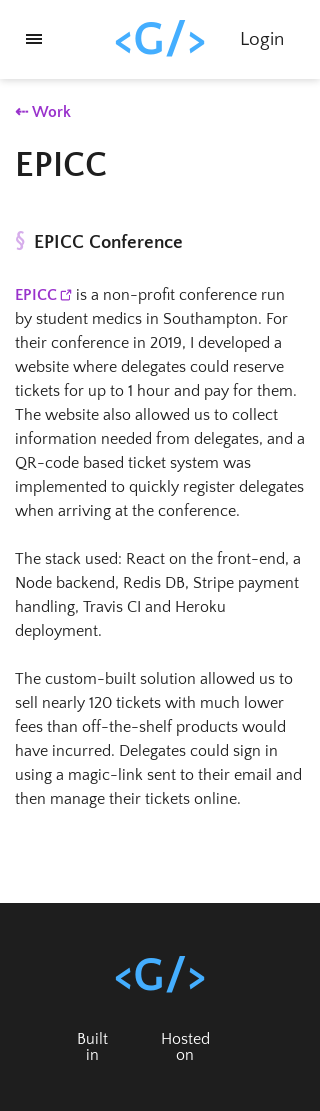 <G/>
Login
⇠ Work
EPICC
§ EPICC Conference
EPICC is a non-profit conference run
by student medics in Southampton. For
their conference in 2019, I developed a
website where delegates could reserve
tickets for up to 1 hour and pay for them.
The website also allowed us to collect
information needed from delegates, and a
QR-code based ticket system was
implemented to quickly register delegates
when arriving at the conference.
The stack used: React on the front-end, a
Node backend, Redis DB, Stripe payment
handling, Travis CI and Heroku
deployment.
The custom-built solution allowed us to
sell nearly 120 tickets with much lower
fees than off-the-shelf products would
have incurred. Delegates could sign in
using a magic-link sent to their email and
then manage their tickets online.
<G/>
Built
in
Hosted
on